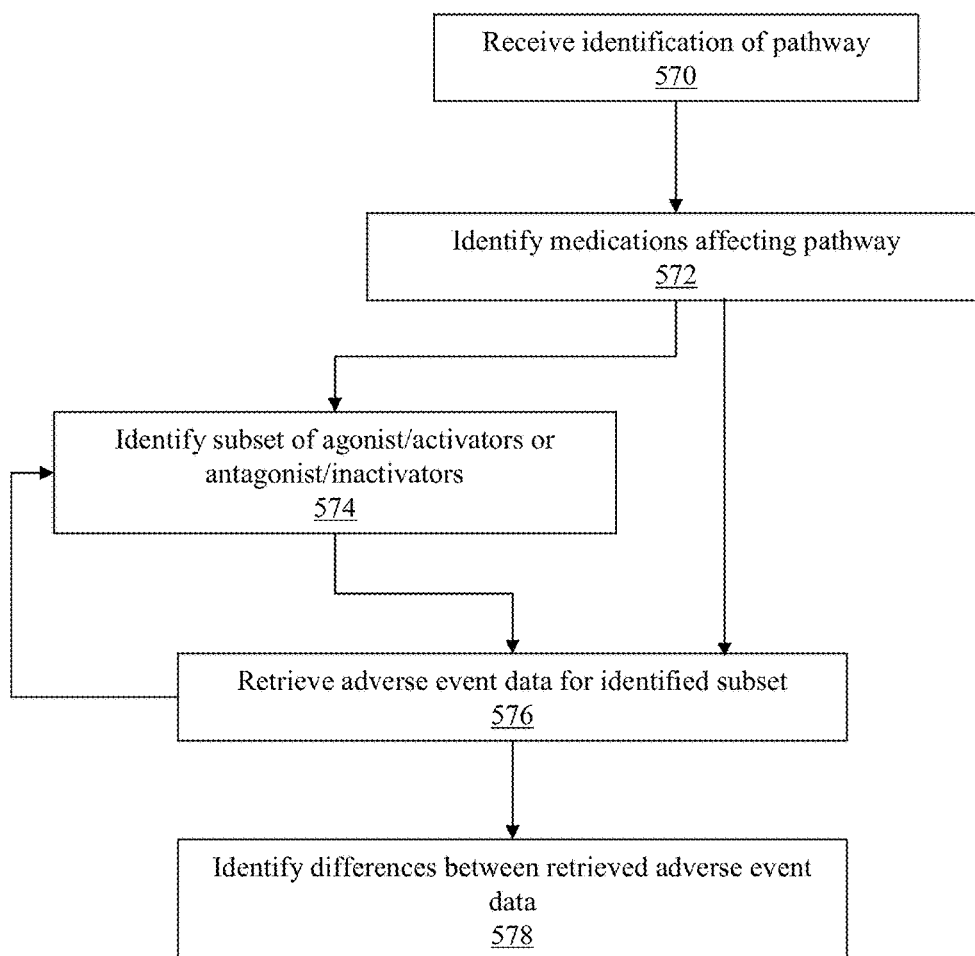 Receive identification of pathway
570
Identify medications affecting pathway
572
Identify subset of agonist/activators or
antagonist/inactivators
574
Retrieve adverse event data for identified subset
576
Identify differences between retrieved adverse event
data
578